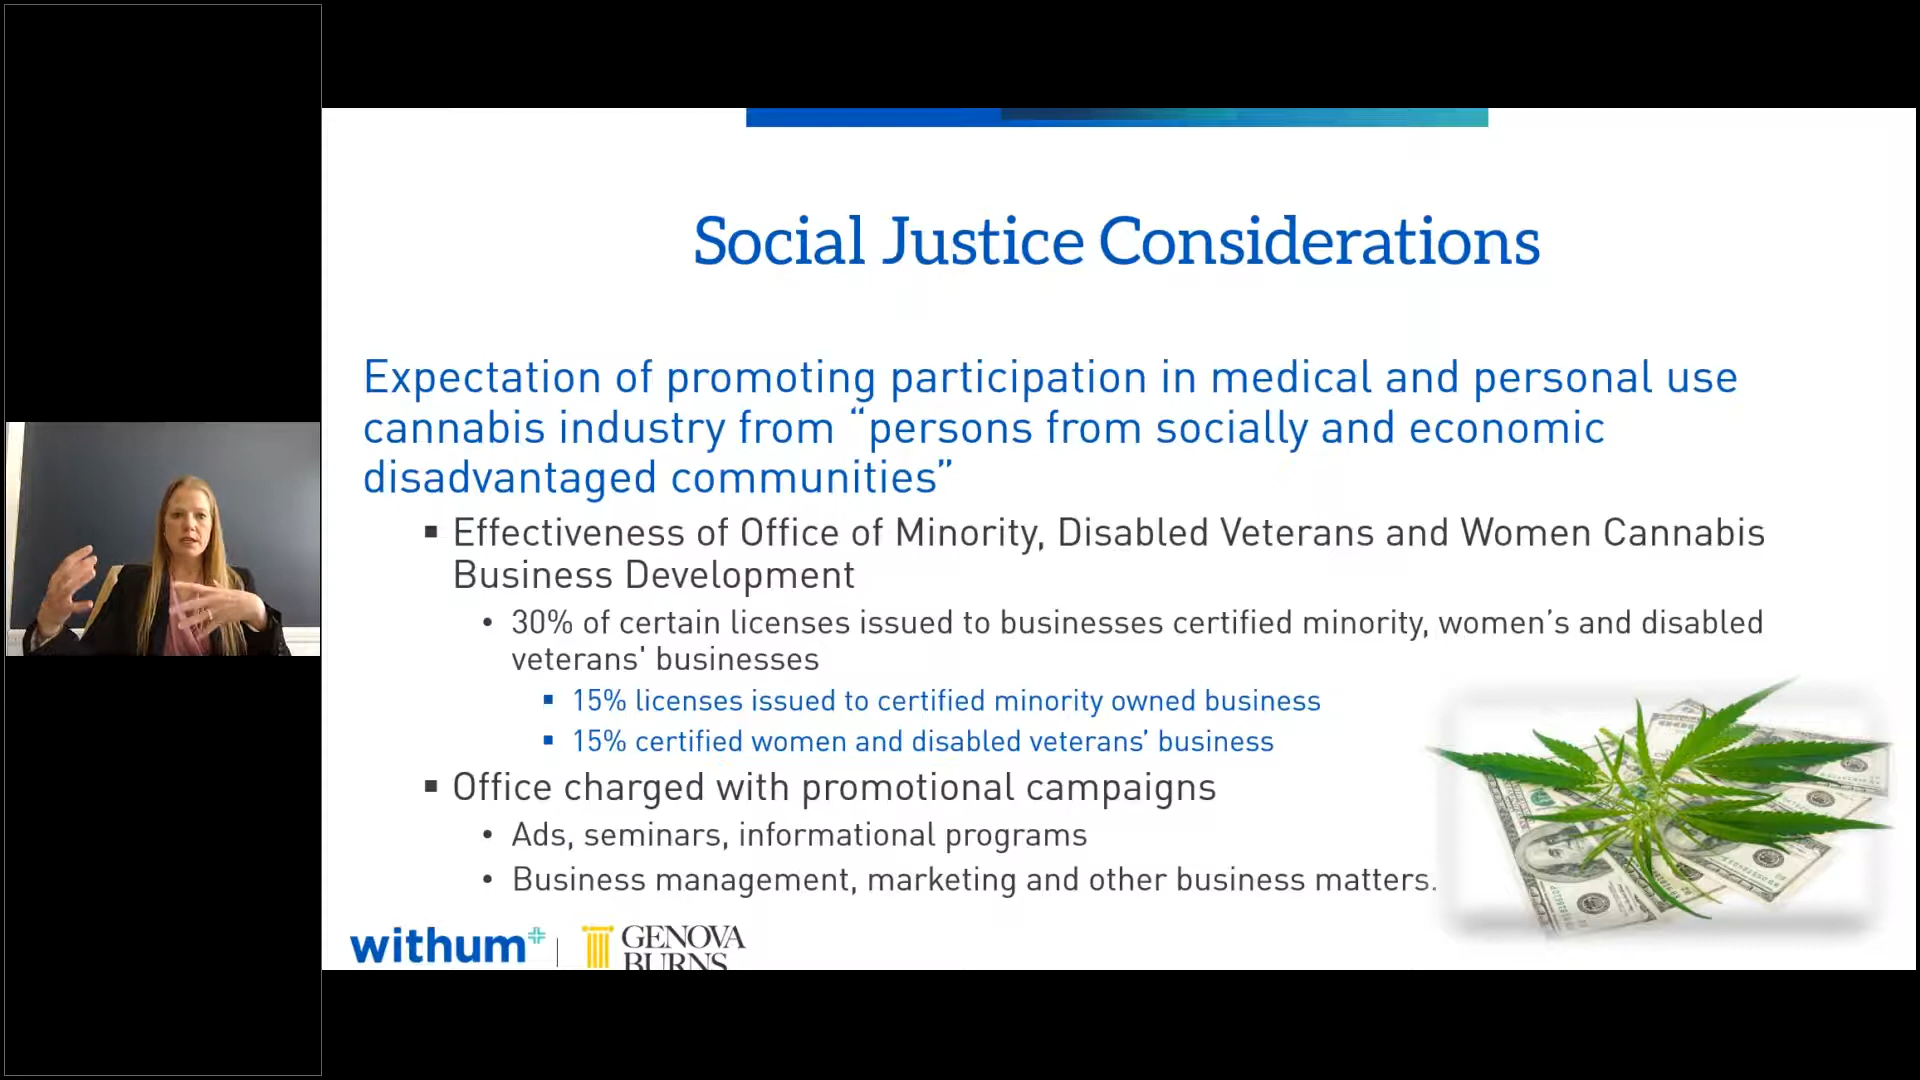 Social Justice Considerations
Expectation of promoting participation in medical and personal use
cannabis industry from “persons from socially and economic
disadvantaged communities”
▪ Effectiveness of Office of Minority, Disabled Veterans and Women Cannabis
Business Development
• 30% of certain licenses issued to businesses certified minority, women’s and disabled
veterans' businesses
▪ 15% licenses issued to certified minority owned business
▪ 15% certified women and disabled veterans’ business
▪ Office charged with promotional campaigns
• Ads, seminars, informational programs
• Business management, marketing and other business matters.
withum+
GENOVA
BURNS